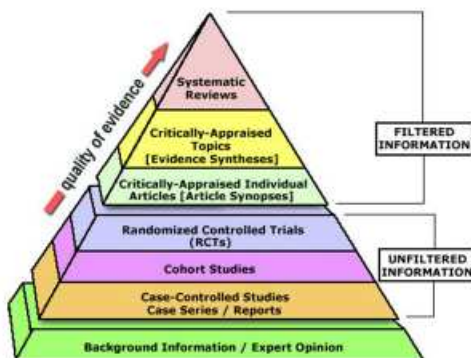 quality of evidence
Systematic
Reviews
Critically-Appraised
Topics
[Evidence Syntheses]
Critically-Appraised Individual
Articles [Article Synopses]
FILTERED
INFORMATION
Randomized Controlled Trials
(RCTs)
Cohort Studies
UNFILTERED
INFORMATION
Case-Controlled Studies
Case Series / Reports
Background Information / Expert Opinion